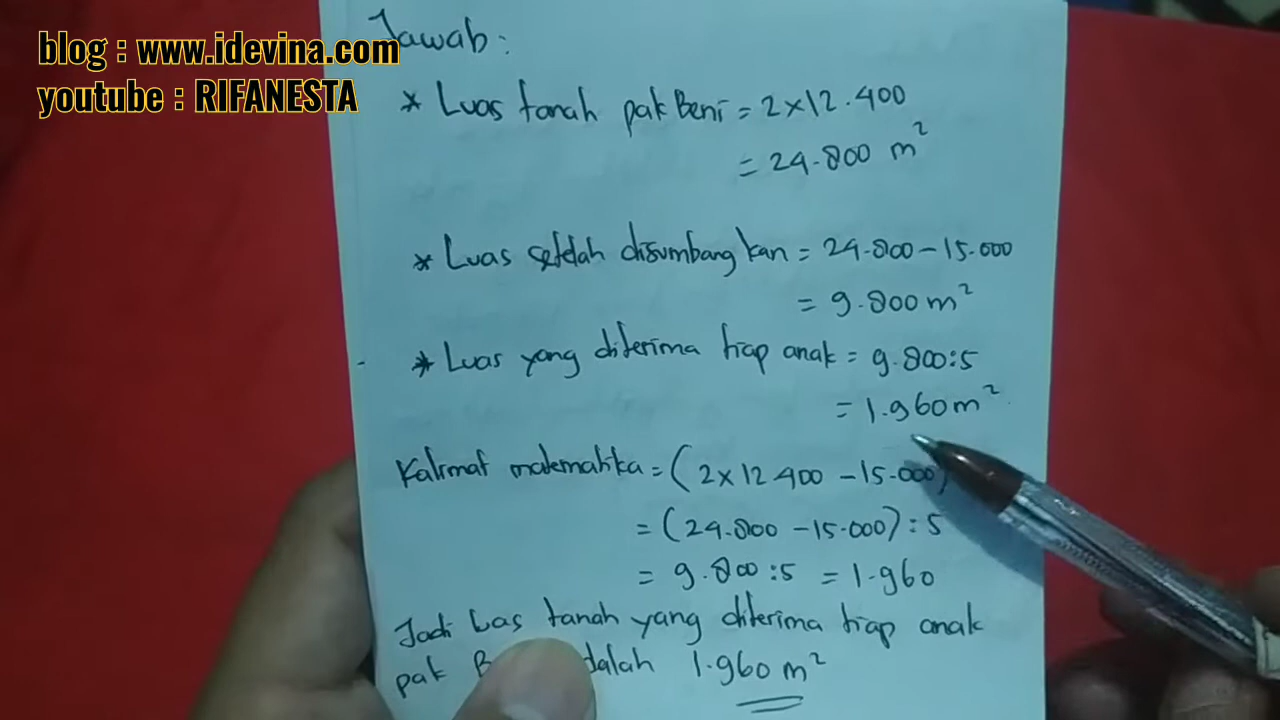 blog : www.idevina.com
youtube : RIFANESTA
Jawab :
* Luas tanah pak Beni = 2 x 12.400
= 24.800 m²
* Luas setelah disumbangkan = 24.800 - 15.000
= 9.800 m²
* Luas yang diterima tiap anak = 9.800 : 5
= 1.960 m²
Kalimat matematika = ( 2 x 12.400 - 15.000)
= (24.800 - 15.000) : 5
= 9.800 : 5 = 1.960
Jadi Luas tanah yang diterima tiap anak
pak 1.960 m²